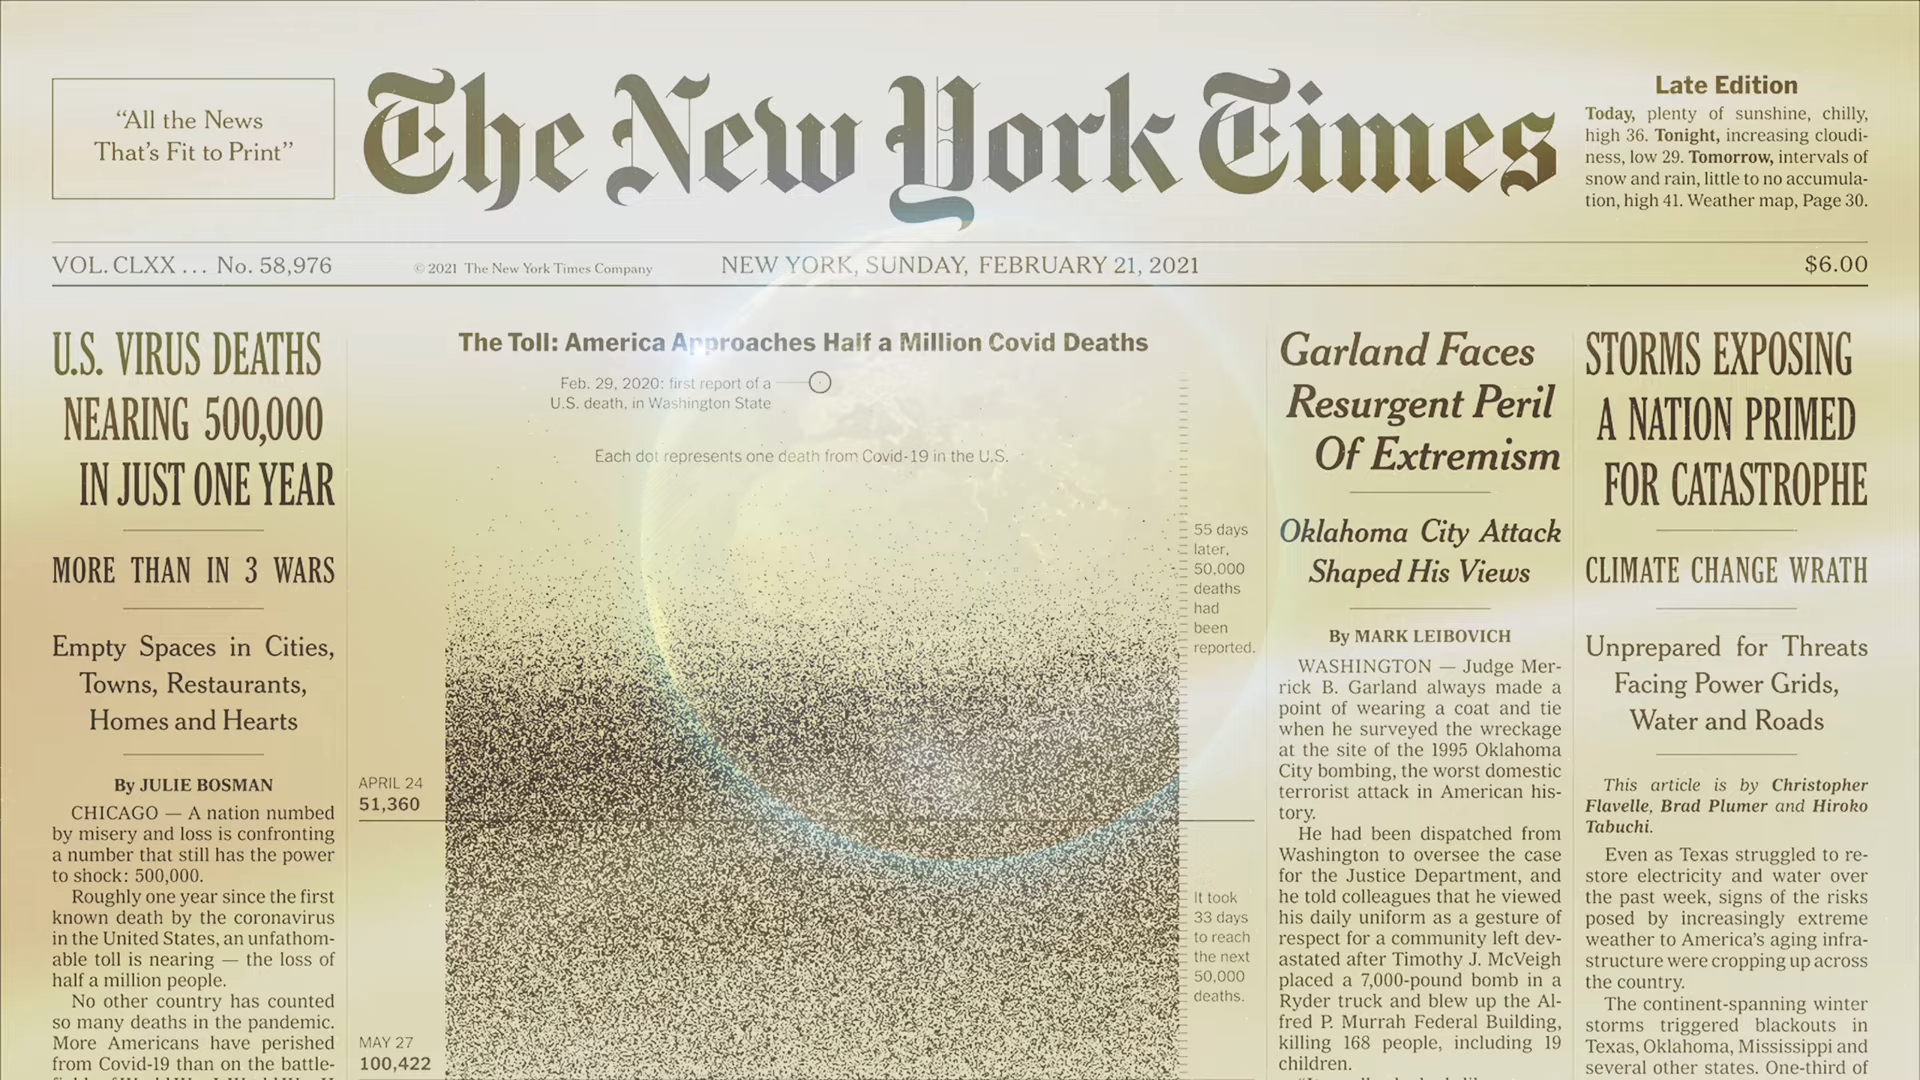 “All the News
That’s Fit to Print”
The New York Times
Late Edition
Today, plenty of sunshine, chilly,
high 36. Tonight, increasing cloudi-
ness, low 29. Tomorrow, intervals of
snow and rain, little to no accumula-
tion, high 41. Weather map, Page 30.
VOL. CLXX . . . No. 58,976
© 2021 The New York Times Company
NEW YORK, SUNDAY, FEBRUARY 21, 2021
$6.00
U.S. VIRUS DEATHS
NEARING 500,000
IN JUST ONE YEAR
MORE THAN IN 3 WARS
Empty Spaces in Cities,
Towns, Restaurants,
Homes and Hearts
By JULIE BOSMAN
CHICAGO — A nation numbed
by misery and loss is confronting
a number that still has the power
to shock: 500,000.
Roughly one year since the first
known death by the coronavirus
in the United States, an unfathom-
able toll is nearing — the loss of
half a million people.
No other country has counted
so many deaths in the pandemic.
More Americans have perished
from Covid-19 than on the battle-
The Toll: America Approaches Half a Million Covid Deaths
Feb. 29, 2020: first report of a
U.S. death, in Washington State
Each dot represents one death from Covid-19 in the U.S.
55 days
later,
50,000
deaths
had
been
reported.
APRIL 24
51,360
It took
33 days
to reach
the next
50,000
deaths.
MAY 27
100,422
Garland Faces
Resurgent Peril
Of Extremism
Oklahoma City Attack
Shaped His Views
By MARK LEIBOVICH
WASHINGTON — Judge Mer-
rick B. Garland always made a
point of wearing a coat and tie
when he surveyed the wreckage
at the site of the 1995 Oklahoma
City bombing, the worst domestic
terrorist attack in American his-
tory.
He had been dispatched from
Washington to oversee the case
for the Justice Department, and
he told colleagues that he viewed
his daily uniform as a gesture of
respect for a community left dev-
astated after Timothy J. McVeigh
placed a 7,000-pound bomb in a
Ryder truck and blew up the Al-
fred P. Murrah Federal Building,
killing 168 people, including 19
children.
STORMS EXPOSING
A NATION PRIMED
FOR CATASTROPHE
CLIMATE CHANGE WRATH
Unprepared for Threats
Facing Power Grids,
Water and Roads
This article is by Christopher
Flavelle, Brad Plumer and Hiroko
Tabuchi.
Even as Texas struggled to re-
store electricity and water over
the past week, signs of the risks
posed by increasingly extreme
weather to America’s aging infra-
structure were cropping up across
the country.
The continent-spanning winter
storms triggered blackouts in
Texas, Oklahoma, Mississippi and
several other states. One-third of